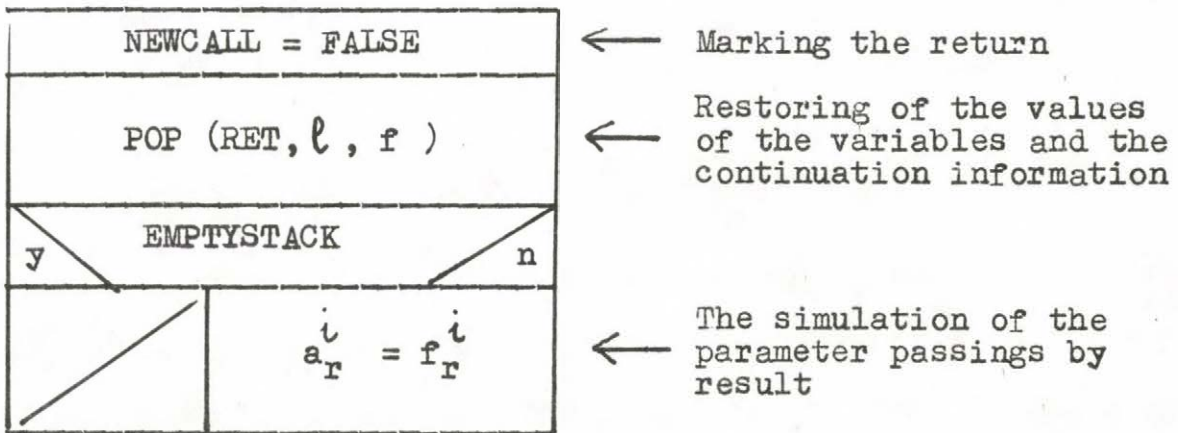 NEWCALL = FALSE
Marking the return
POP (RET, ℓ, f )
Restoring of the values
of the variables and the
continuation information
y
EMPTYSTACK
n
a_r^i = f_r^i
The simulation of the
parameter passings by
result